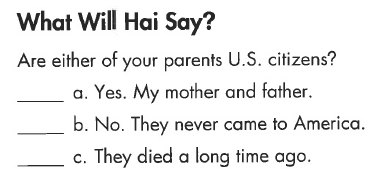 What Will Hai Say?
Are either of your parents U.S. citizens?
_____ a. Yes. My mother and father.
_____ b. No. They never came to America.
_____ c. They died a long time ago.